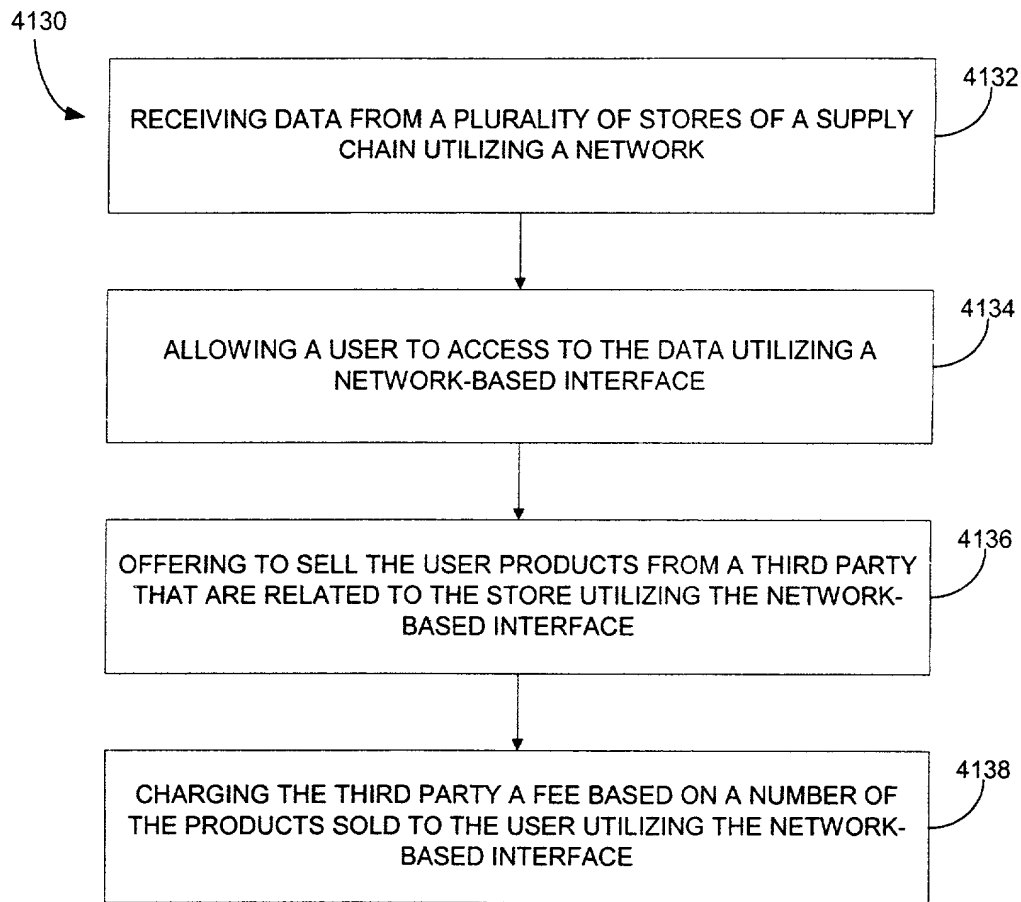 4130
4132
RECEIVING DATA FROM A PLURALITY OF STORES OF A SUPPLY
CHAIN UTILIZING A NETWORK
4134
ALLOWING A USER TO ACCESS TO THE DATA UTILIZING A
NETWORK-BASED INTERFACE
4136
OFFERING TO SELL THE USER PRODUCTS FROM A THIRD PARTY
THAT ARE RELATED TO THE STORE UTILIZING THE NETWORK-
BASED INTERFACE
4138
CHARGING THE THIRD PARTY A FEE BASED ON A NUMBER OF
THE PRODUCTS SOLD TO THE USER UTILIZING THE NETWORK-
BASED INTERFACE